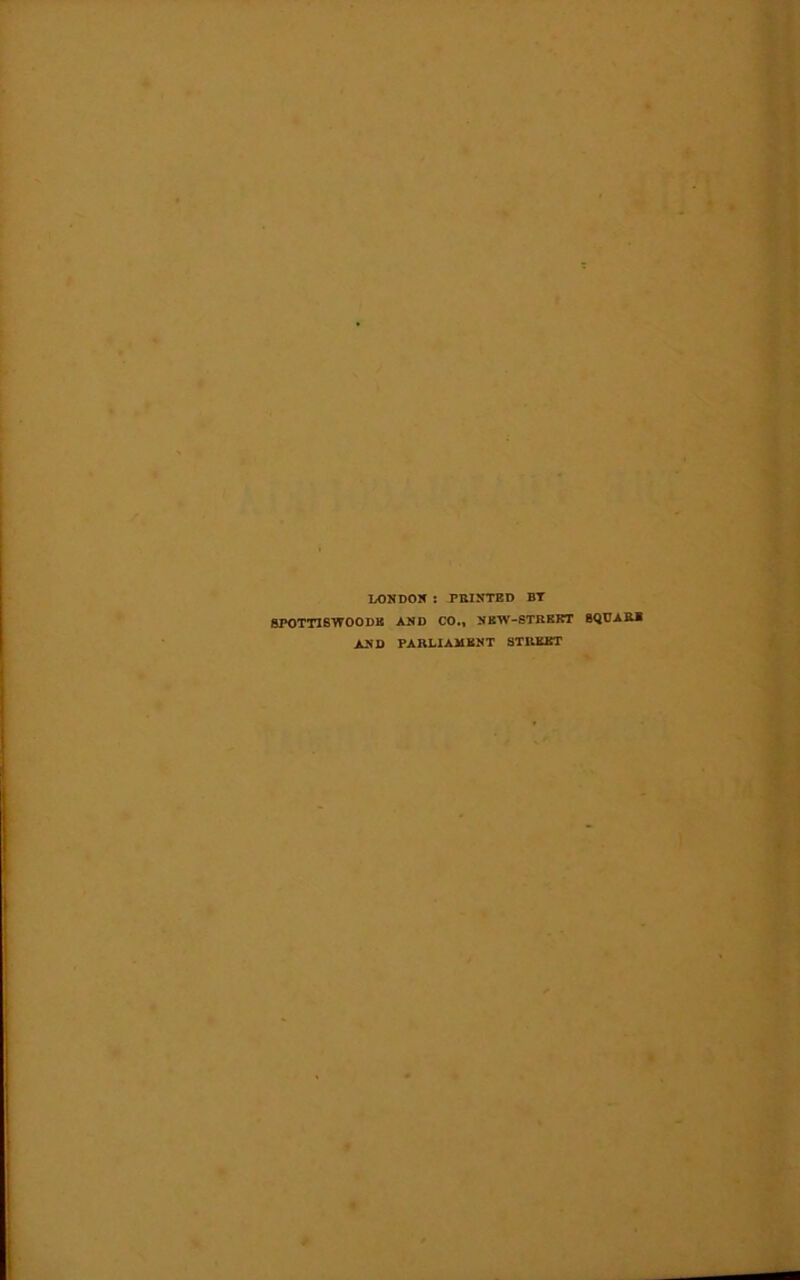 LONDON : PRINTED BY
SPOTTISWOODE AND CO., NEW-STREET SQUARE
AND PARLIAMENT STREET